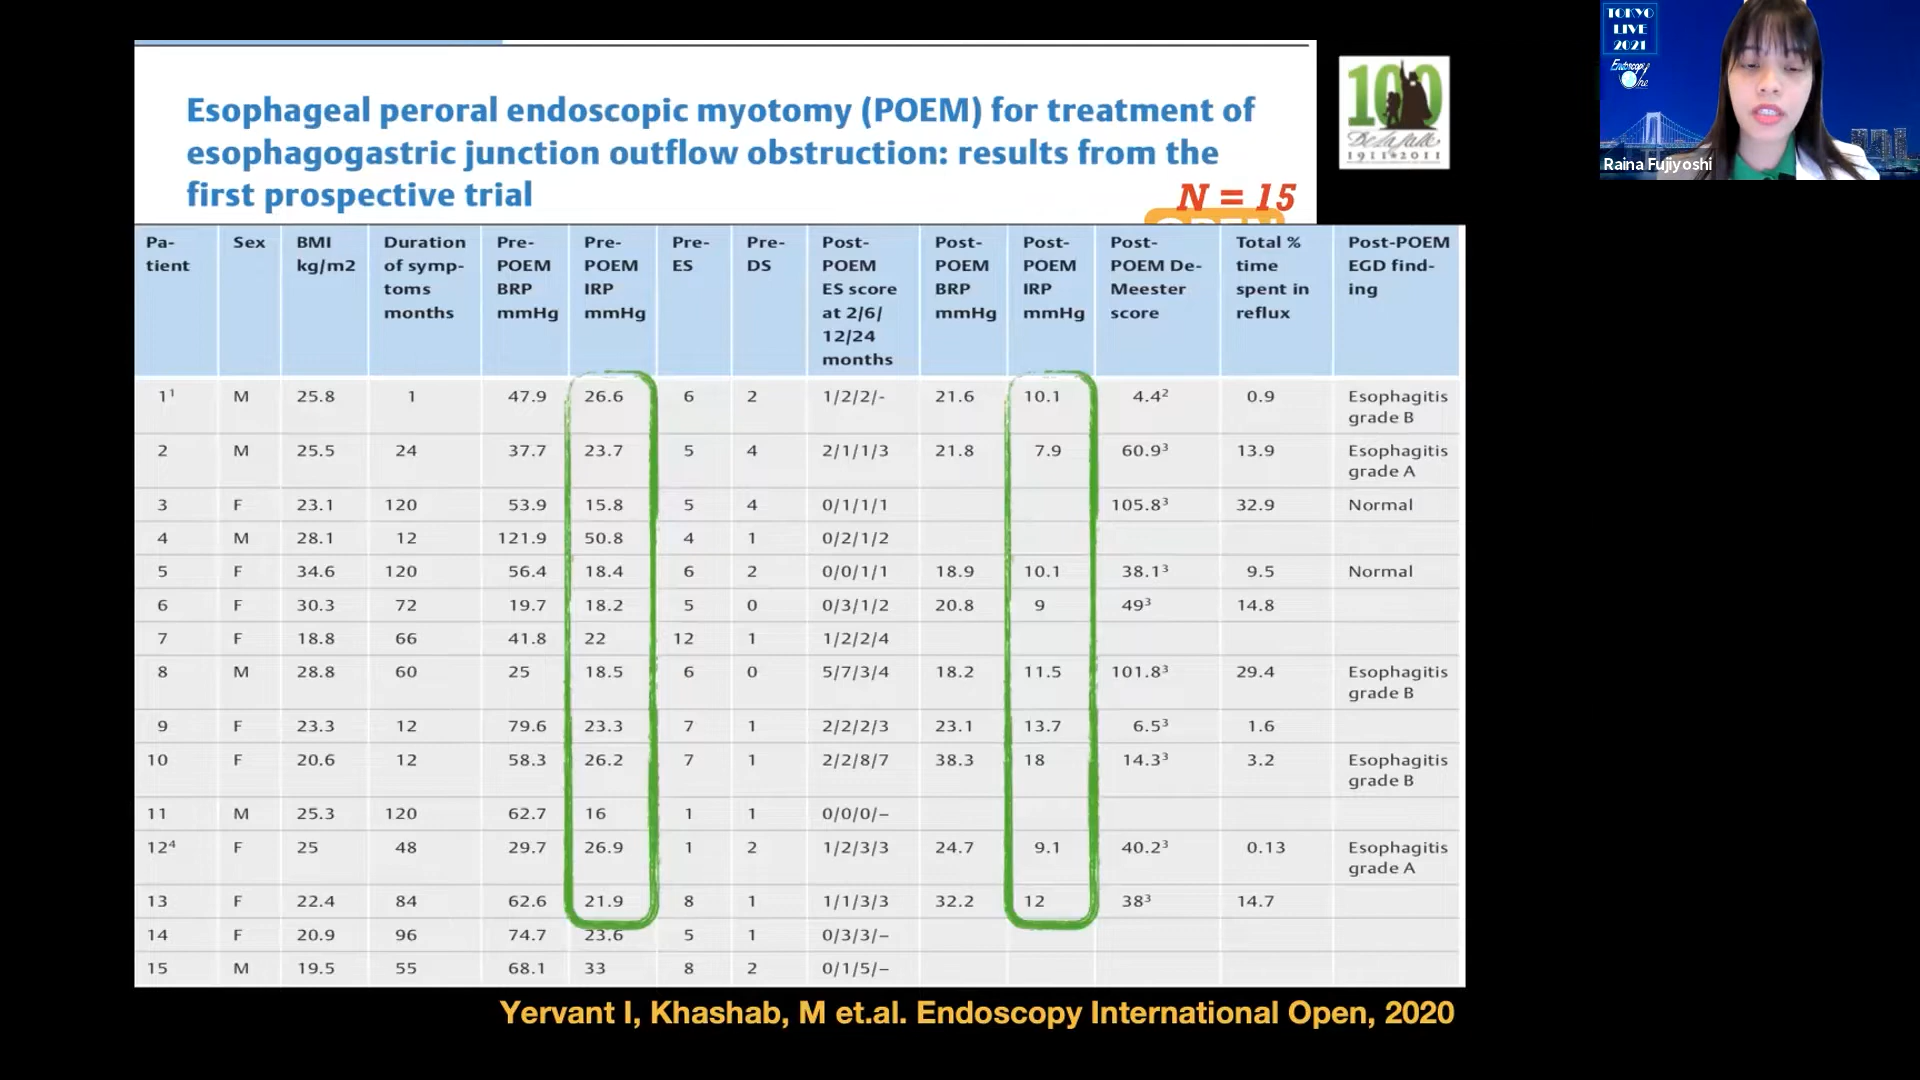 TOKYO
LIVE
2021
Endoscopy
One
Raina Fujiyoshi
100
De la Salle
1911•2011
Esophageal peroral endoscopic myotomy (POEM) for treatment of
esophagogastric junction outflow obstruction: results from the
first prospective trial
N = 15
Pa-tient Sex BMI kg/m2 Duration of symp-toms months Pre-POEM BRP mmHg Pre-POEM IRP mmHg Pre-ES Pre-DS Post-POEM ES score at 2/6/12/24 months Post-POEM BRP mmHg Post-POEM IRP mmHg Post-POEM De-Meester score Total % time spent in reflux Post-POEM EGD find-ing
1¹ M 25.8 1 47.9 26.6 6 2 1/2/2/- 21.6 10.1 4.4² 0.9 Esophagitis grade B
2 M 25.5 24 37.7 23.7 5 4 2/1/1/3 21.8 7.9 60.9³ 13.9 Esophagitis grade A
3 F 23.1 120 53.9 15.8 5 4 0/1/1/1 105.8³ 32.9 Normal
4 M 28.1 12 121.9 50.8 4 1 0/2/1/2
5 F 34.6 120 56.4 18.4 6 2 0/0/1/1 18.9 10.1 38.1³ 9.5 Normal
6 F 30.3 72 19.7 18.2 5 0 0/3/1/2 20.8 9 49³ 14.8
7 F 18.8 66 41.8 22 12 1 1/2/2/4
8 M 28.8 60 25 18.5 6 0 5/7/3/4 18.2 11.5 101.8³ 29.4 Esophagitis grade B
9 F 23.3 12 79.6 23.3 7 1 2/2/2/3 23.1 13.7 6.5³ 1.6
10 F 20.6 12 58.3 26.2 7 1 2/2/8/7 38.3 18 14.3³ 3.2 Esophagitis grade B
11 M 25.3 120 62.7 16 1 1 0/0/0/–
12⁴ F 25 48 29.7 26.9 1 2 1/2/3/3 24.7 9.1 40.2³ 0.13 Esophagitis grade A
13 F 22.4 84 62.6 21.9 8 1 1/1/3/3 32.2 12 38³ 14.7
14 F 20.9 96 74.7 23.6 5 1 0/3/3/–
15 M 19.5 55 68.1 33 8 2 0/1/5/–
Yervant I, Khashab, M et.al. Endoscopy International Open, 2020